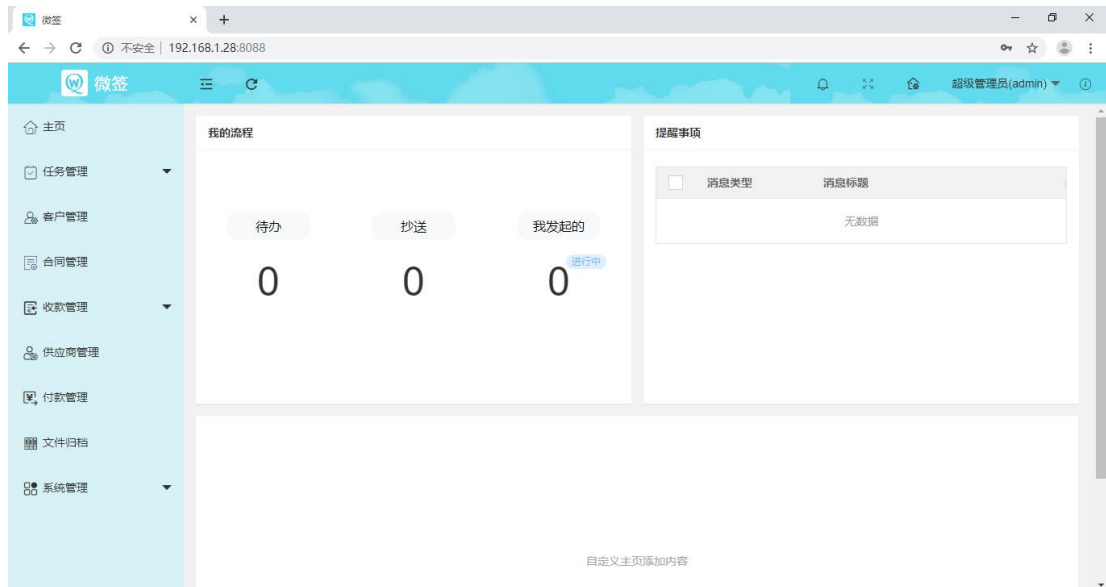 微签
不安全 | 192.168.1.28:8088
微签
超级管理员(admin)
主页
任务管理
客户管理
合同管理
收款管理
供应商管理
付款管理
文件归档
系统管理
我的流程
待办
抄送
我发起的
0
0
0
进行中
提醒事项
消息类型
消息标题
无数据
自定义主页添加内容